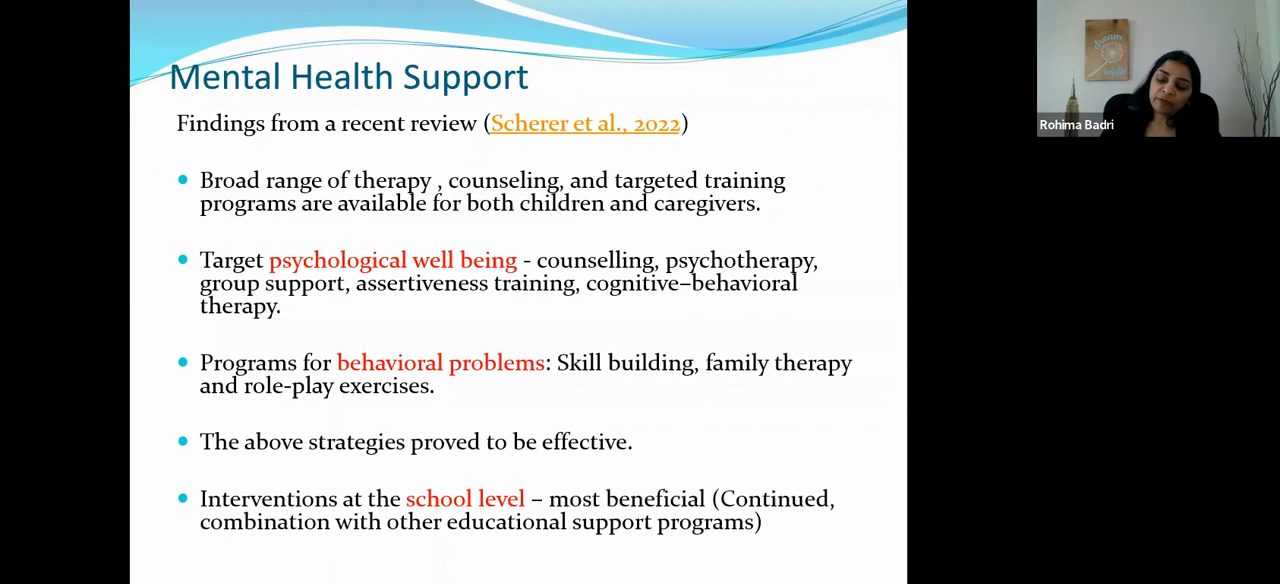 Mental Health Support
Findings from a recent review (Scherer et al., 2022)
Broad range of therapy , counseling, and targeted training
programs are available for both children and caregivers.
Target psychological well being - counselling, psychotherapy,
group support, assertiveness training, cognitive–behavioral
therapy.
Programs for behavioral problems: Skill building, family therapy
and role-play exercises.
The above strategies proved to be effective.
Interventions at the school level – most beneficial (Continued,
combination with other educational support programs)
dream
Rohima Badri